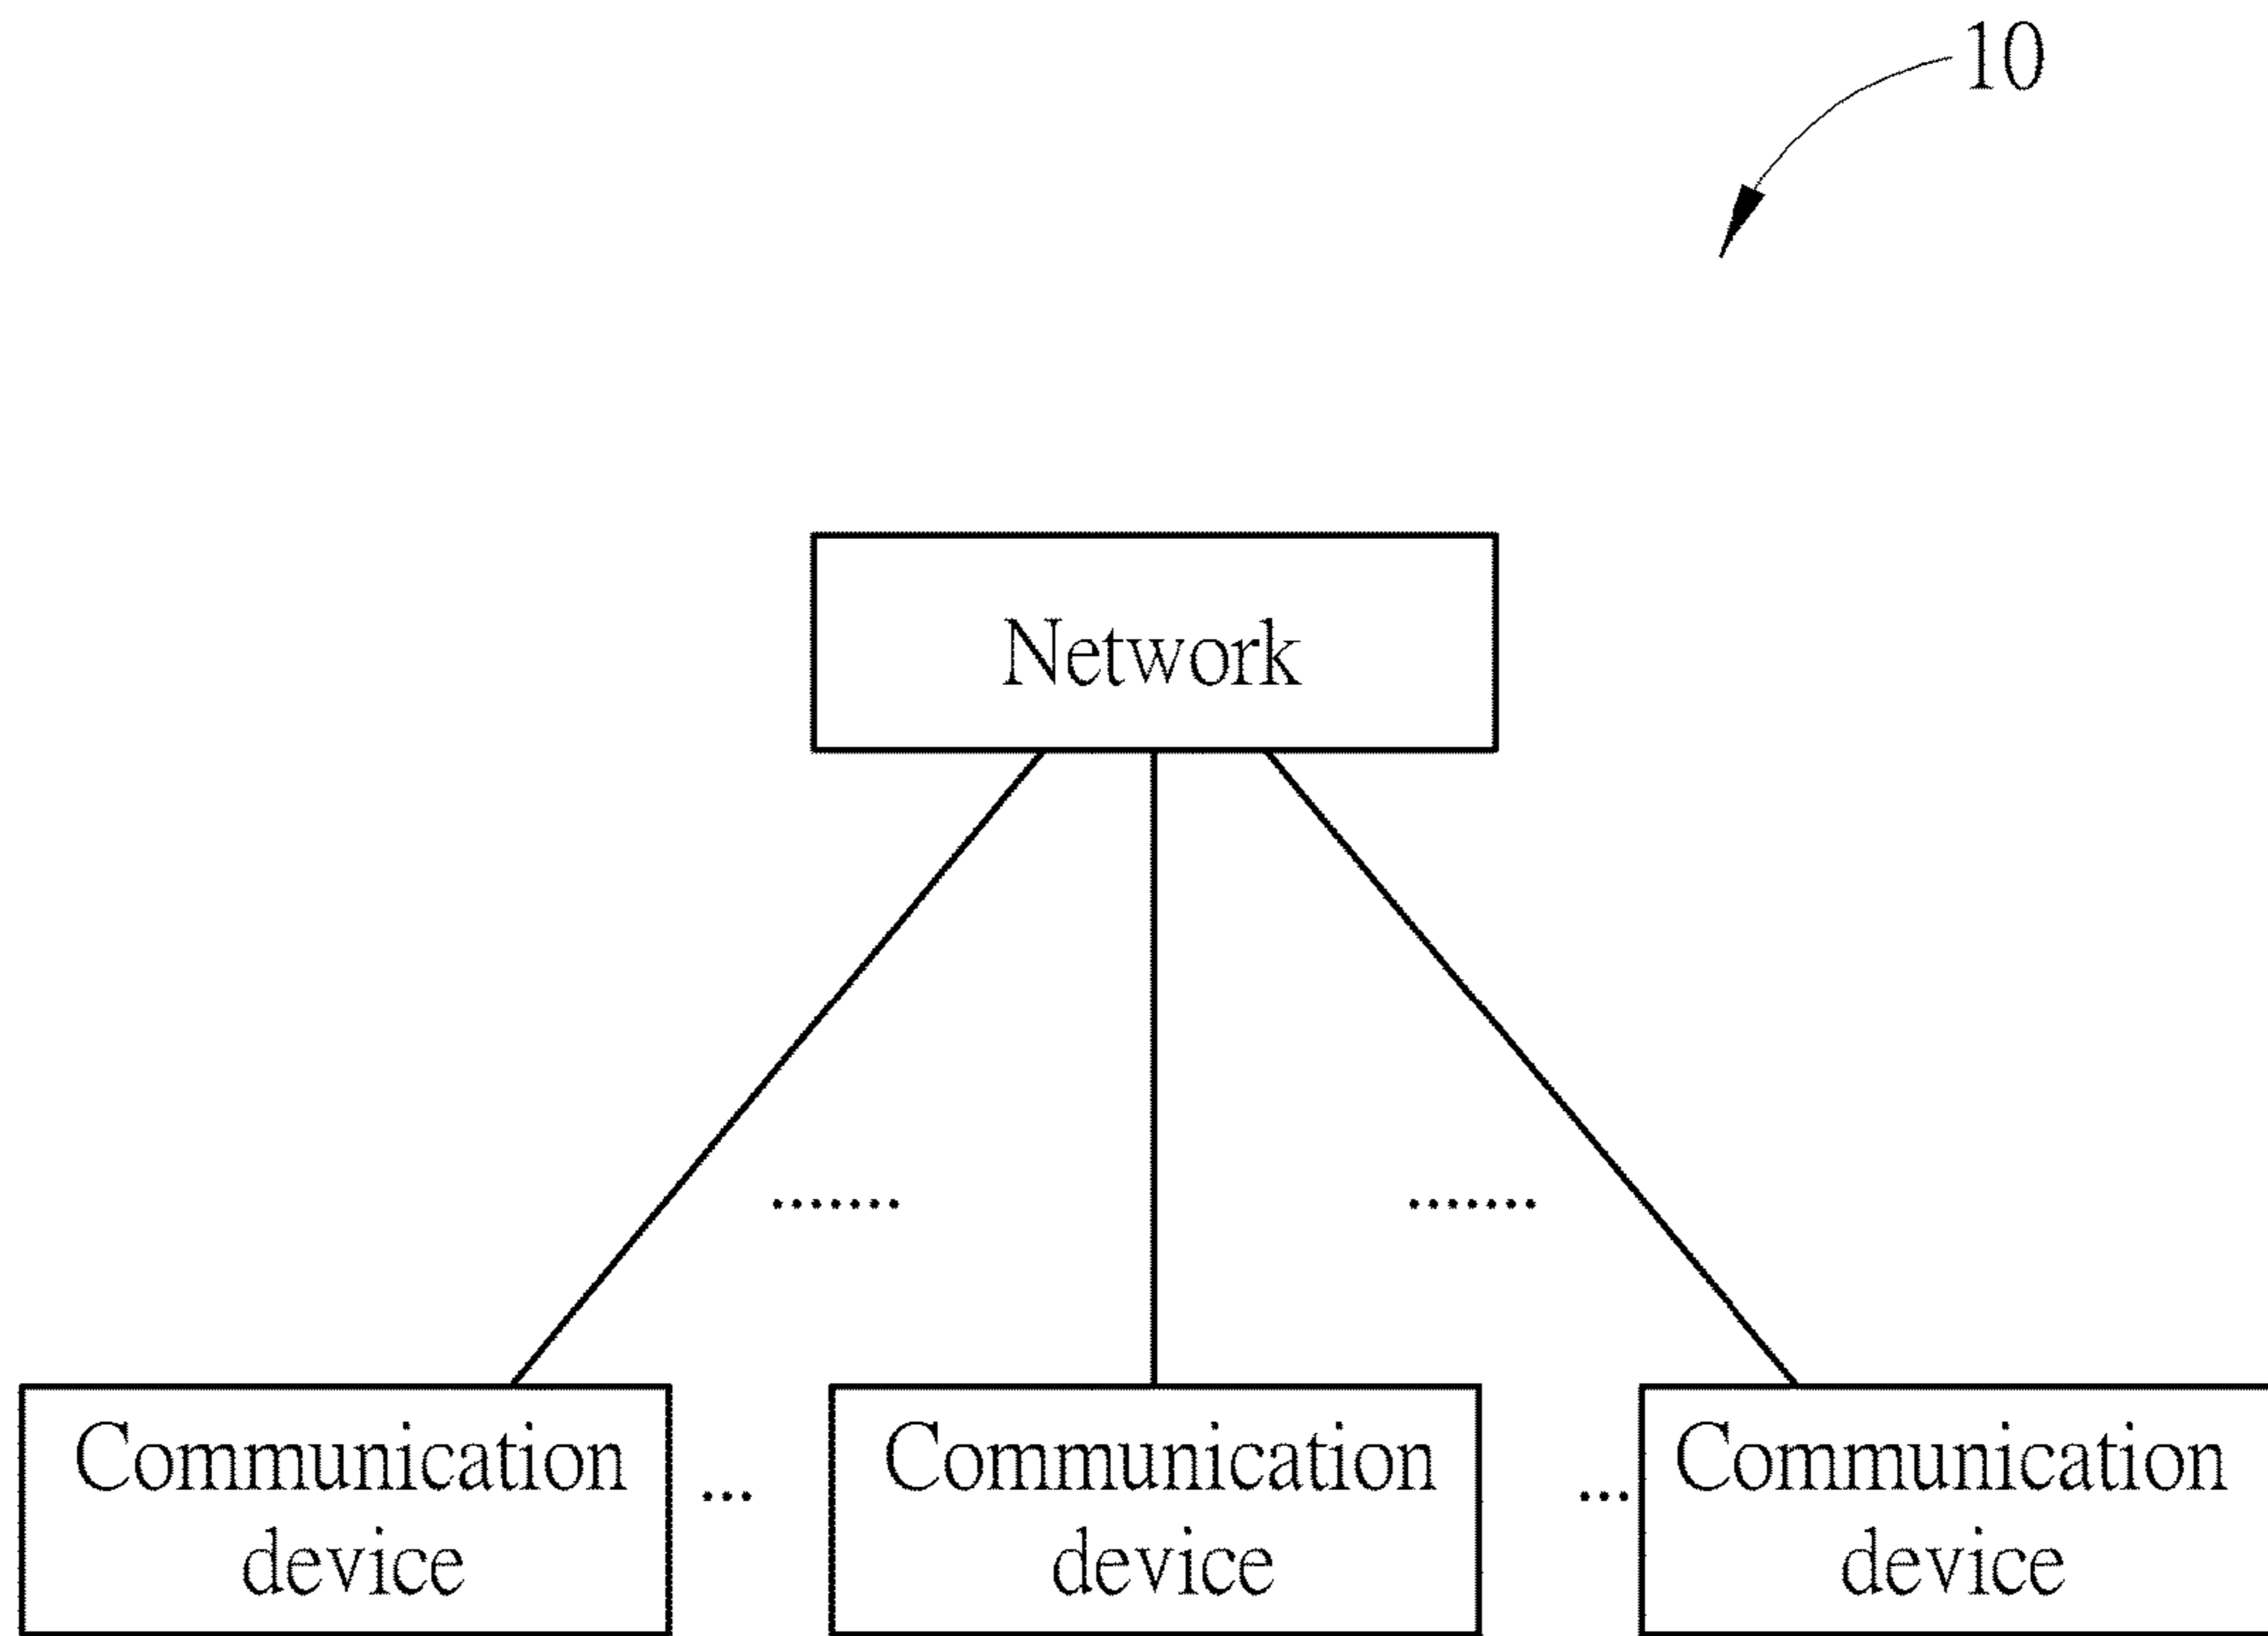 10
Network
.......
.......
Communication
device
...
Communication
device
...
Communication
device